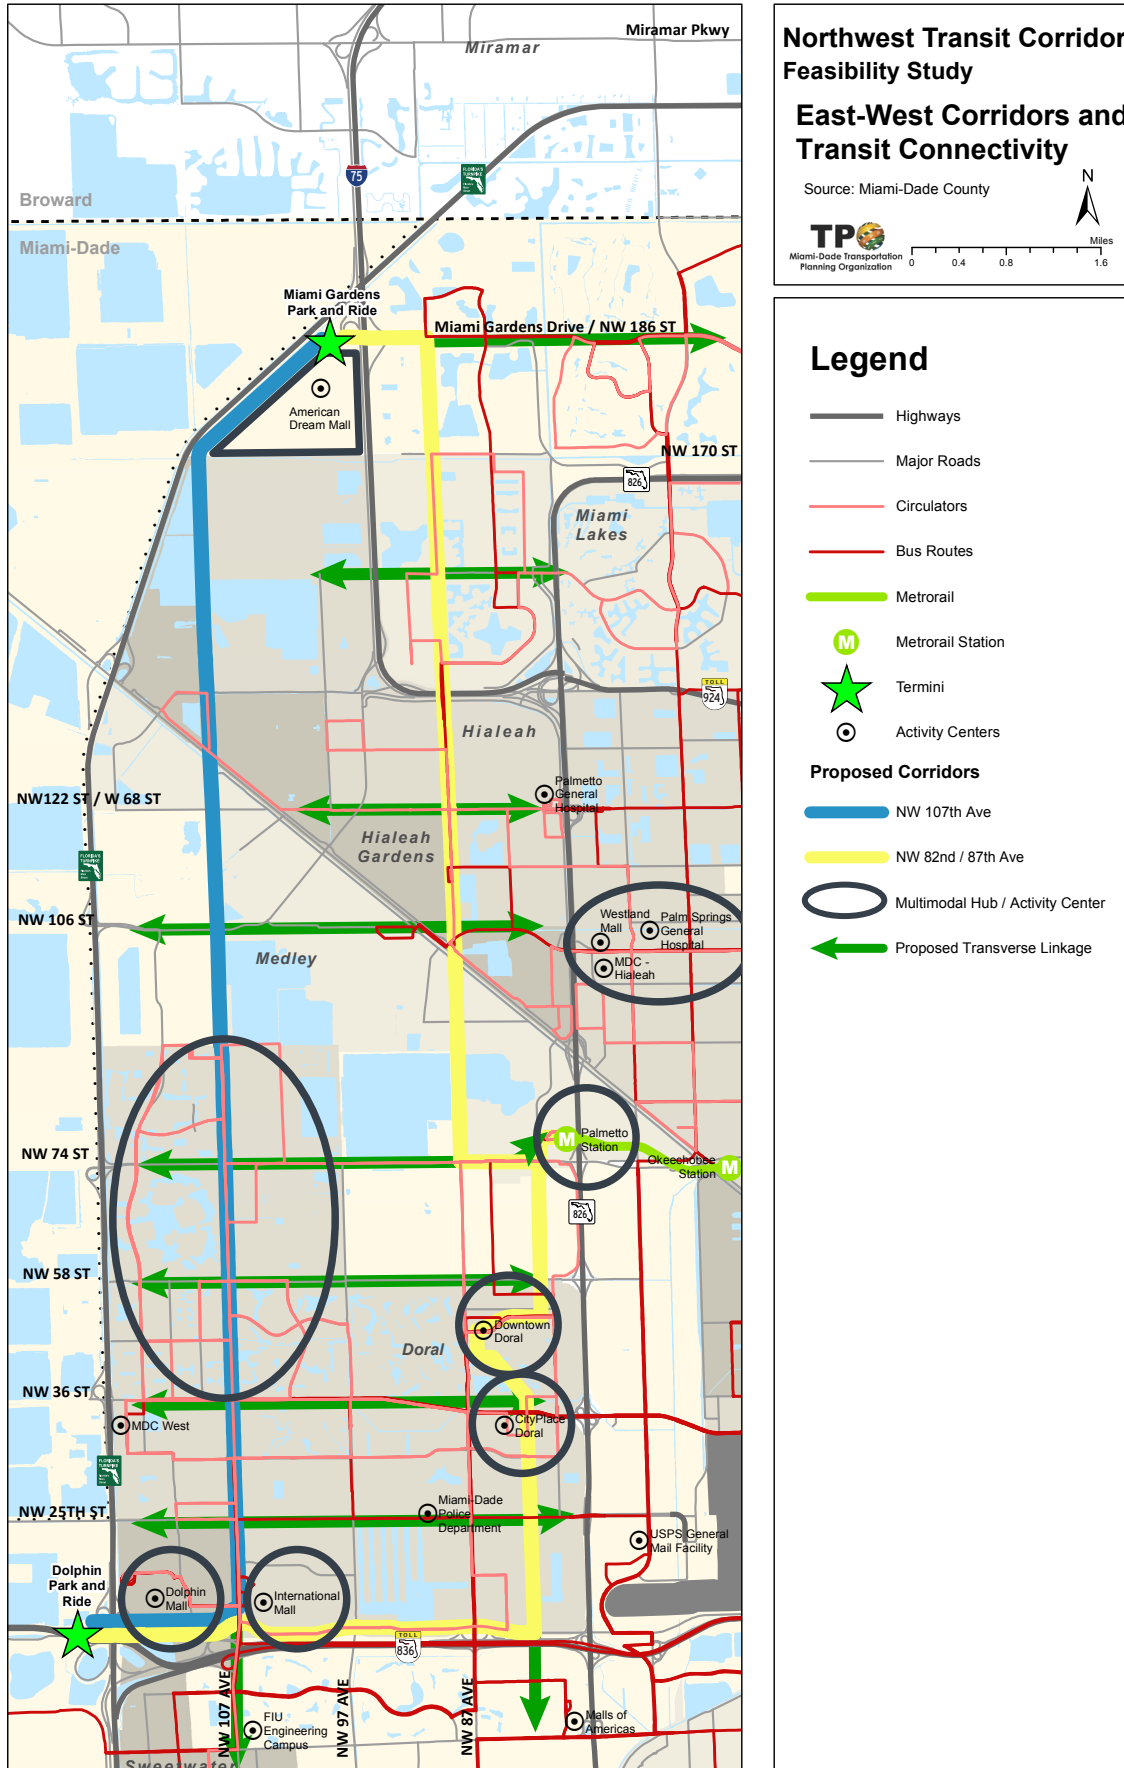 Miramar Pkwy
Miramar
75
Broward
Miami-Dade
Miami Gardens
Park and Ride
Miami Gardens Drive / NW 186 ST
American
Dream Mall
NW 170 ST
826
Miami
Lakes
TOLL
924
Hialeah
Palmetto
General
Hospital
NW122 ST / W 68 ST
Hialeah
Gardens
NW 106 ST
Westland
Mall
Palm Springs
General
Hospital
MDC -
Hialeah
Medley
NW 74 ST
Palmetto
Station
M
Okeechobee
Station
M
826
NW 58 ST
Downtown
Doral
Doral
NW 36 ST
MDC West
CityPlace
Doral
NW 25TH ST
Miami-Dade
Police
Department
USPS General
Mail Facility
Dolphin
Park and
Ride
Dolphin
Mall
International
Mall
TOLL
836
NW 107 AVE
NW 97 AVE
NW 87 AVE
FIU
Engineering
Campus
Malls of
Americas
Sweetwater
Northwest Transit Corridor
Feasibility Study
East-West Corridors and
Transit Connectivity
Source: Miami-Dade County
N
TPO
Miami-Dade Transportation
Planning Organization
Miles
0 0.4 0.8 1.6
Legend
Highways
Major Roads
Circulators
Bus Routes
Metrorail
M
Metrorail Station
Termini
Activity Centers
Proposed Corridors
NW 107th Ave
NW 82nd / 87th Ave
Multimodal Hub / Activity Center
Proposed Transverse Linkage